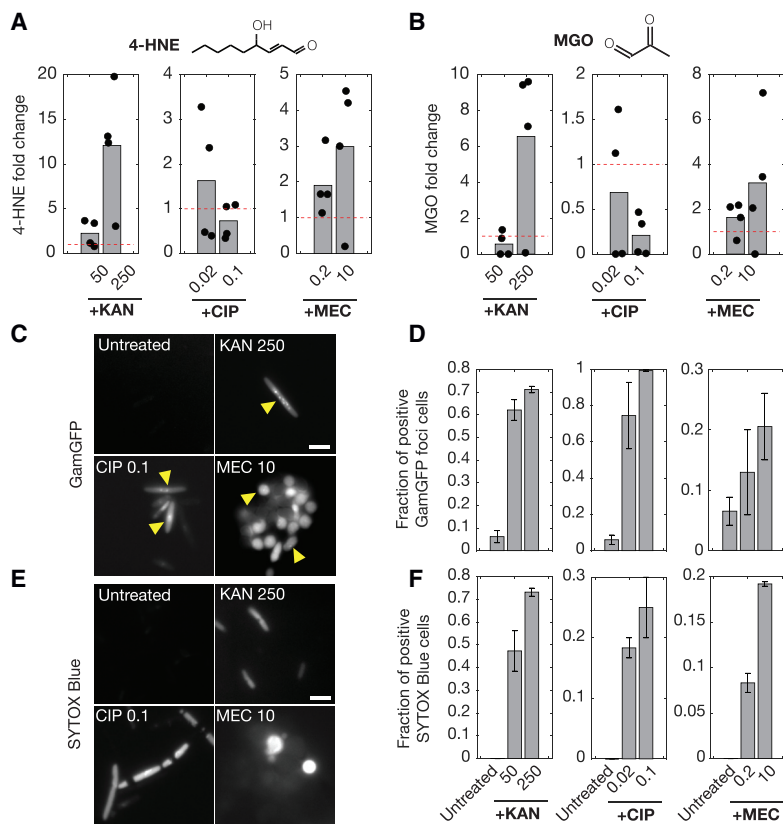 A
4-HNE
OH
O
4-HNE fold change
20
15
10
5
0
50
250
+KAN
4
3
2
1
0
0.02
0.1
+CIP
5
4
3
2
1
0
0.2
10
+MEC
B
MGO
O
O
MGO fold change
10
8
6
4
2
0
50
250
+KAN
2
1.5
1
0.5
0
0.02
0.1
+CIP
8
6
4
2
0
0.2
10
+MEC
C
GamGFP
Untreated
KAN 250
CIP 0.1
MEC 10
D
Fraction of positive
GamGFP foci cells
0.8
0.7
0.6
0.5
0.4
0.3
0.2
0.1
0
1
0.8
0.6
0.4
0.2
0
0.3
0.2
0.1
0
E
SYTOX Blue
Untreated
KAN 250
CIP 0.1
MEC 10
F
Fraction of positive
SYTOX Blue cells
0.8
0.7
0.6
0.5
0.4
0.3
0.2
0.1
0
Untreated
50
250
+KAN
0.3
0.2
0.1
0
Untreated
0.02
0.1
+CIP
0.2
0.15
0.1
0.05
0
Untreated
0.2
10
+MEC